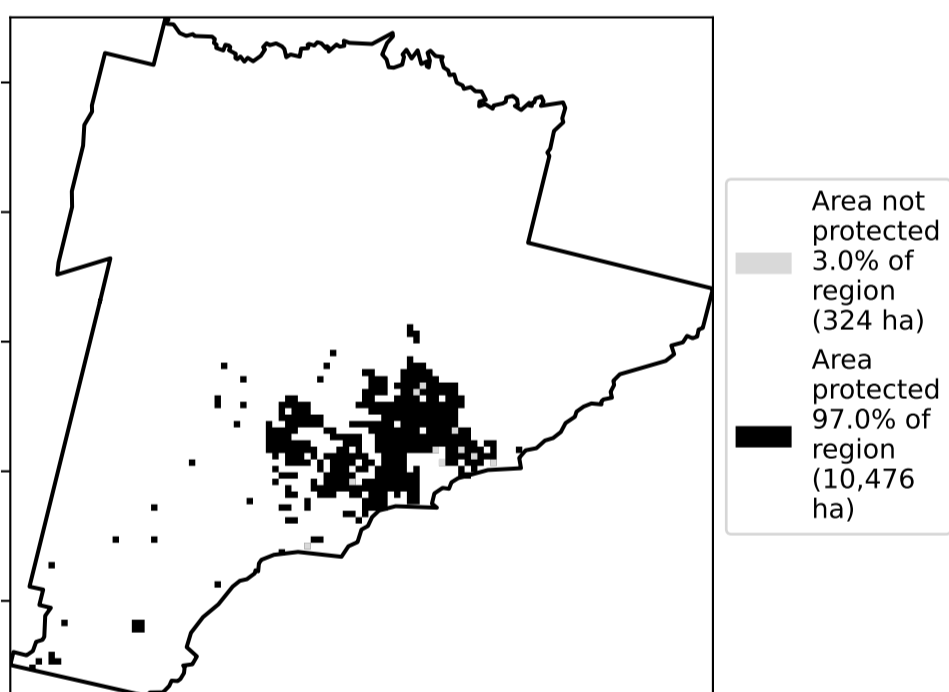 Area not
protected
3.0% of
region
(324 ha)
Area
protected
97.0% of
region
(10,476
ha)